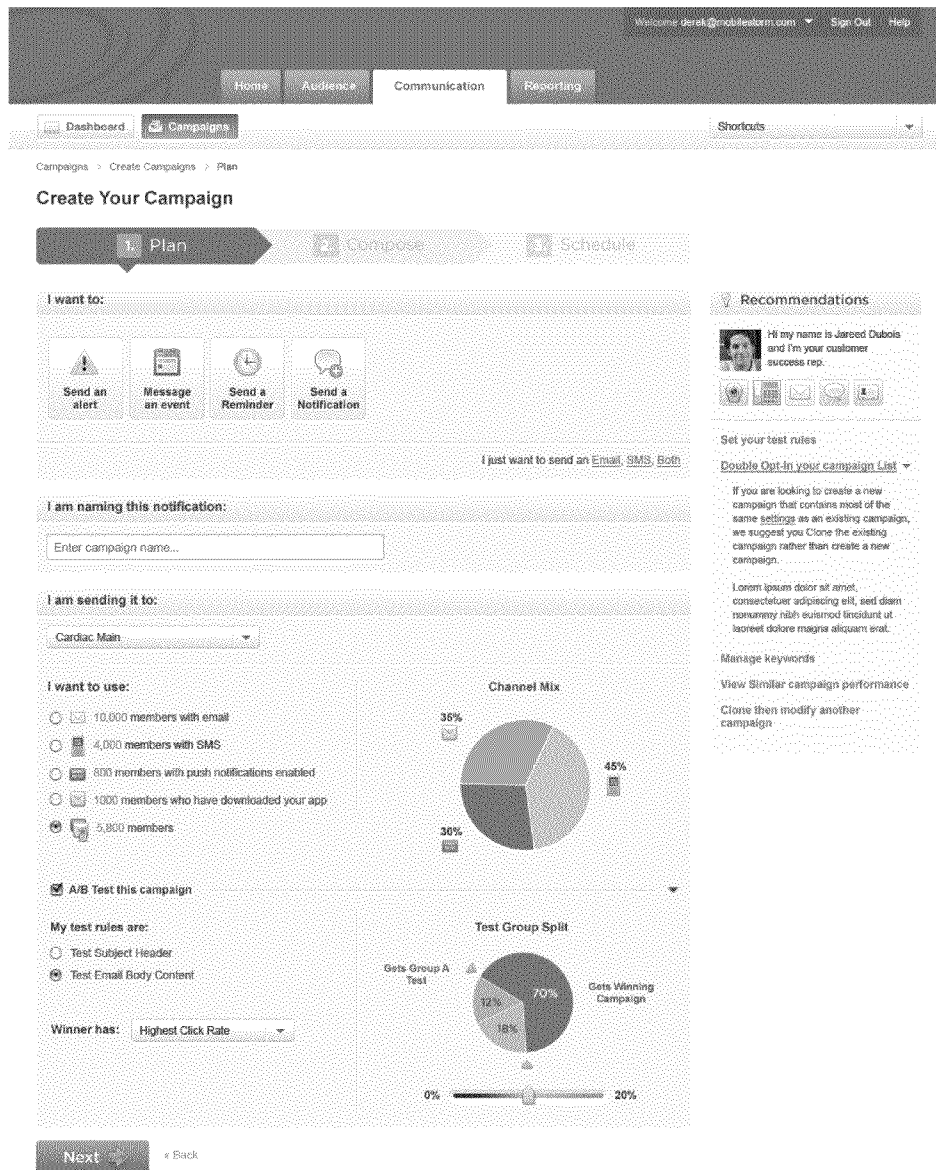 Welcome derek@mobilestorm.com Sign Out Help
Home Audience Communication Reporting
Dashboard Campaigns Shortcuts
Campaigns > Create Campaigns > Plan
Create Your Campaign
1. Plan 2. Compose 3. Schedule
I want to:
Send an alert
Message an event
Send a Reminder
Send a Notification
I just want to send an Email, SMS, Both
I am naming this notification:
Enter campaign name...
I am sending it to:
Cardiac Main
I want to use:
10,000 members with email
4,000 members with SMS
800 members with push notifications enabled
1000 members who have downloaded your app
5,800 members
Channel Mix
35%
45%
30%
A/B Test this campaign
My test rules are:
Test Subject Header
Test Email Body Content
Winner has: Highest Click Rate
Test Group Split
Gets Group A
Test
70%
12%
18%
Gets Winning
Campaign
0% 20%
Next « Back
Recommendations
Hi my name is Jareed Dubois
and I'm your customer
success rep.
Set your test rules
Double Opt-In your campaign List
If you are looking to create a new
campaign that contains most of the
same settings as an existing campaign,
we suggest you Clone the existing
campaign rather than create a new
campaign.
Lorem ipsum dolor sit amet,
consectetuer adipiscing elit, sed diam
nonummy nibh euismod tincidunt ut
laoreet dolore magna aliquam erat.
Manage keywords
View Similar campaign performance
Clone then modify another
campaign